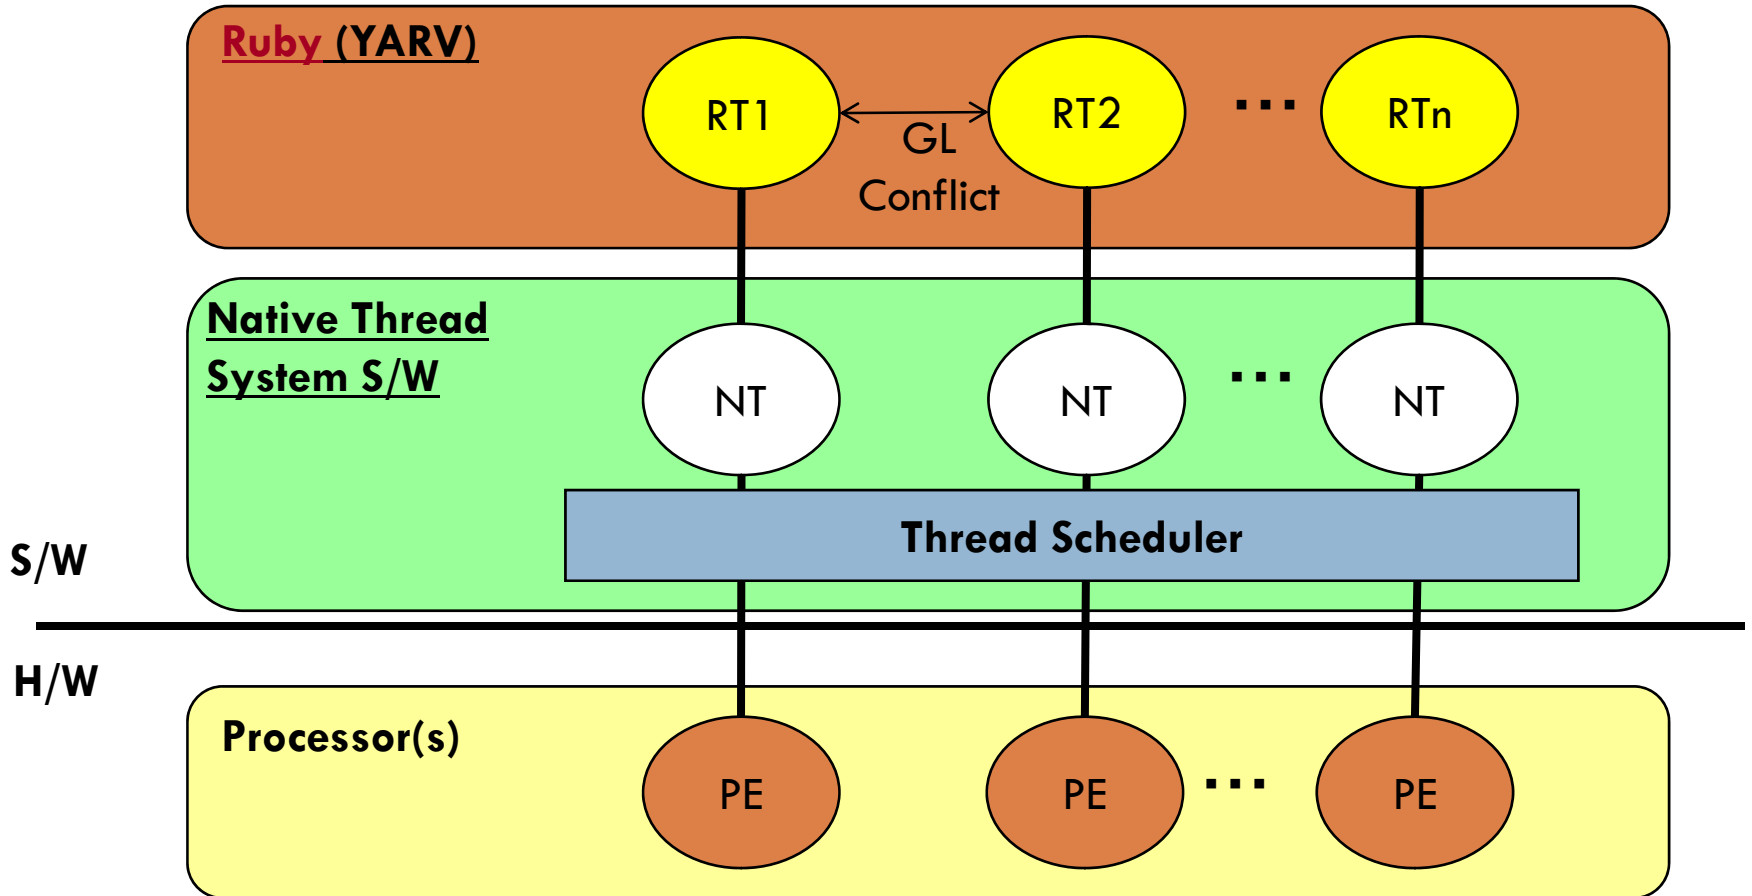 Ruby (YARV)
RT1
RT2
...
RTn
GL
Conflict
Native Thread
System S/W
NT
NT
...
NT
Thread Scheduler
S/W
H/W
Processor(s)
PE
PE
...
PE